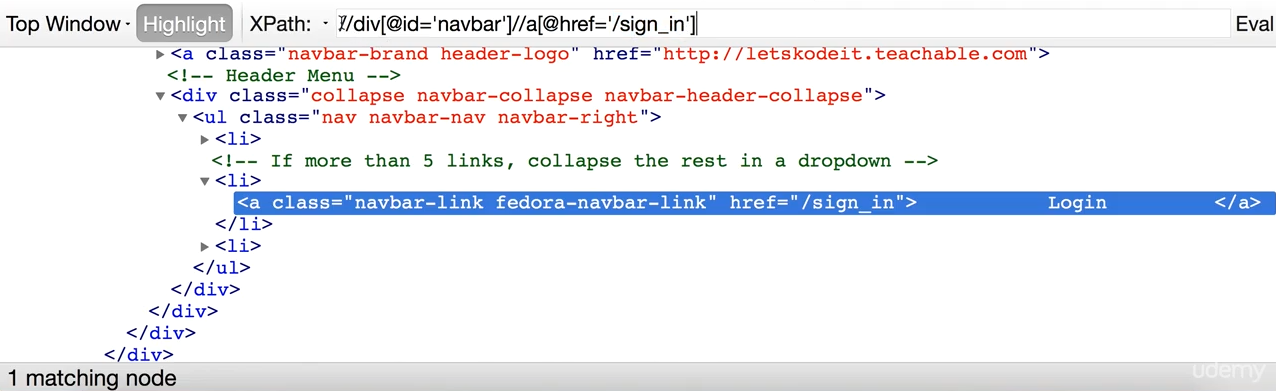 Top Window Highlight XPath: //div[@id='navbar']//a[@href='/sign_in'] Eval
<a class="navbar-brand header-logo" href="http://letskodeit.teachable.com">
<!-- Header Menu -->
<div class="collapse navbar-collapse navbar-header-collapse">
<ul class="nav navbar-nav navbar-right">
<li>
<!-- If more than 5 links, collapse the rest in a dropdown -->
<li>
<a class="navbar-link fedora-navbar-link" href="/sign_in"> Login </a>
</li>
<li>
</ul>
</div>
</div>
</div>
</div>
1 matching node
udemy